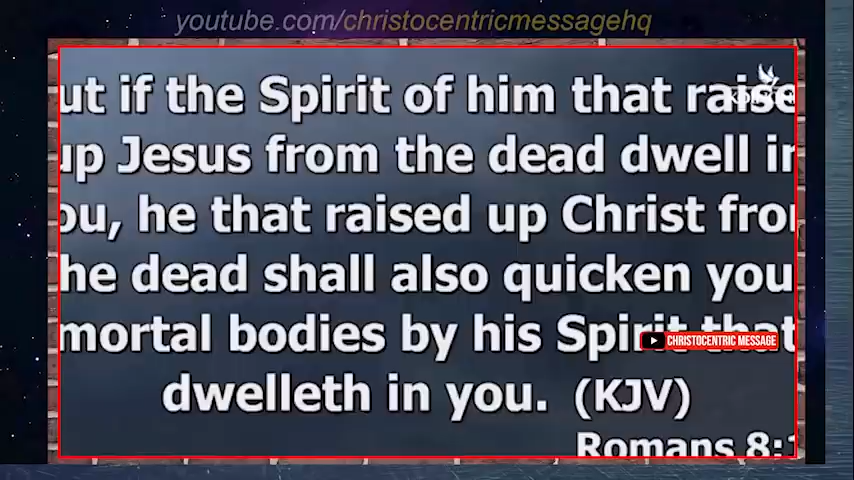 youtube.com/christocentricmessagehq
ut if the Spirit of him that raise
up Jesus from the dead dwell in
ou, he that raised up Christ from
he dead shall also quicken you
mortal bodies by his Spirit that
CHRISTOCENTRIC MESSAGE
dwelleth in you. (KJV)
Romans 8: